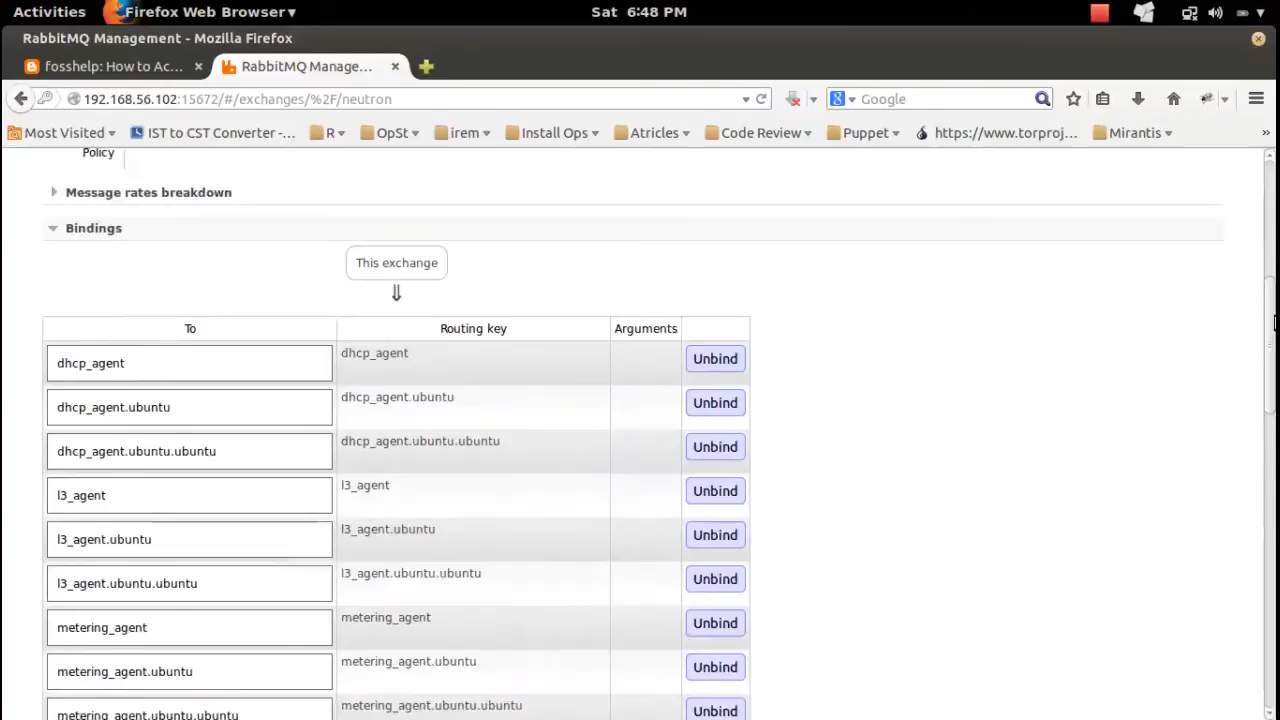 Activities Firefox Web Browser ▾ Sat 6:48 PM
RabbitMQ Management - Mozilla Firefox
fosshelp: How to Ac... RabbitMQ Manage...
192.168.56.102:15672/#/exchanges/%2F/neutron Google
Most Visited IST to CST Converter -... R OpSt irem Install Ops Atricles Code Review Puppet https://www.torproj... Mirantis »
Policy
Message rates breakdown
Bindings
This exchange
⇓
To Routing key Arguments
dhcp_agent dhcp_agent Unbind
dhcp_agent.ubuntu dhcp_agent.ubuntu Unbind
dhcp_agent.ubuntu.ubuntu dhcp_agent.ubuntu.ubuntu Unbind
l3_agent l3_agent Unbind
l3_agent.ubuntu l3_agent.ubuntu Unbind
l3_agent.ubuntu.ubuntu l3_agent.ubuntu.ubuntu Unbind
metering_agent metering_agent Unbind
metering_agent.ubuntu metering_agent.ubuntu Unbind
metering_agent.ubuntu.ubuntu metering_agent.ubuntu.ubuntu Unbind